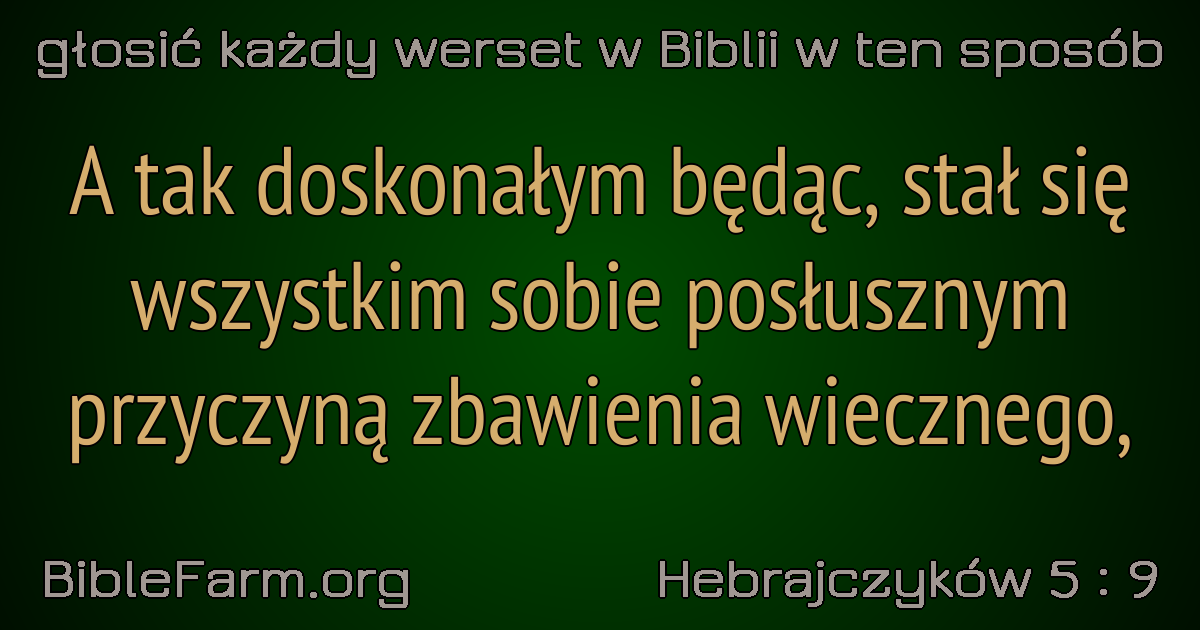 głosić każdy werset w Biblii w ten sposób
A tak doskonałym będąc, stał się
wszystkim sobie posłusznym
przyczyną zbawienia wiecznego,
BibleFarm.org
Hebrajczyków 5 : 9